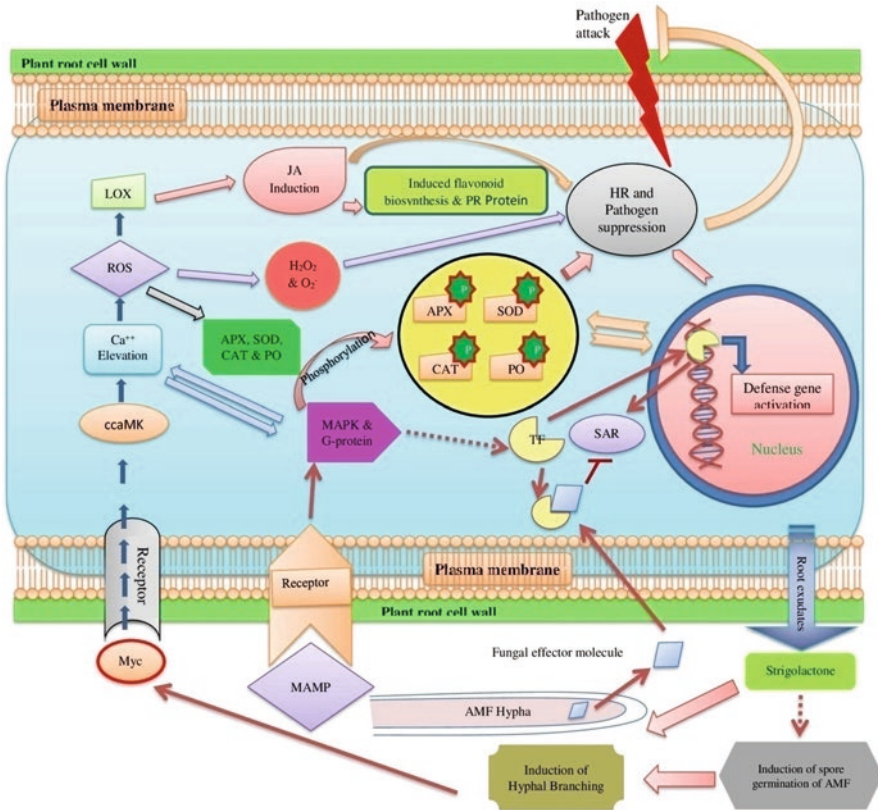 Pathogen
attack
Plant root cell wall
Plasma membrane
LOX
JA
Induction
Induced flavonoid
biosynthesis & PR Protein
HR and
Pathogen
suppression
ROS
H₂O₂
& O₂⁻
APX, SOD,
CAT & PO
Ca⁺⁺
Elevation
Phosphorylation
APX
P
SOD
P
CAT
P
PO
P
ccaMK
MAPK &
G-protein
TF
SAR
Defense gene
activation
Nucleus
Receptor
Receptor
Plasma membrane
Plant root cell wall
Root exudates
Myc
MAMP
Fungal effector molecule
Strigolactone
AMF Hypha
Induction of
Hyphal Branching
Induction of spore
germination of AMF